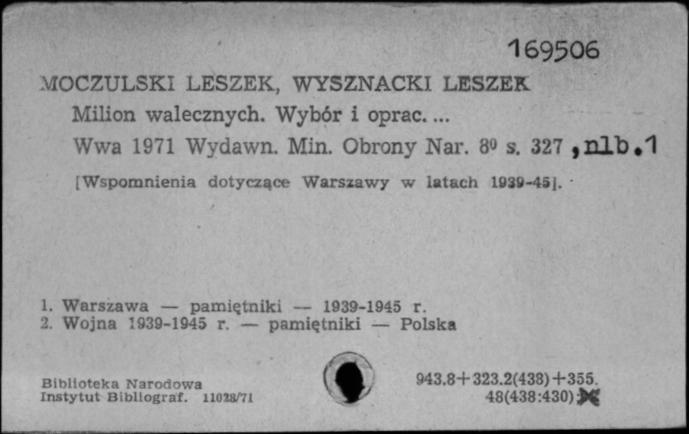 169506
MOCZULSKI LESZEK, WYSZNACKI LESZEK
Milion walecznych. Wybór i oprac. ...
Wwa 1971 Wydawn. Min. Obrony Nar. 8⁰ s. 327 , nlb.1
[Wspomnienia dotyczące Warszawy w latach 1939-45].
1. Warszawa — pamiętniki — 1939-1945 r.
2. Wojna 1939-1945 r. — pamiętniki — Polska
Biblioteka Narodowa
Instytut Bibliograf. 11028/71
943.8+323.2(438)+355.
48(438:430)